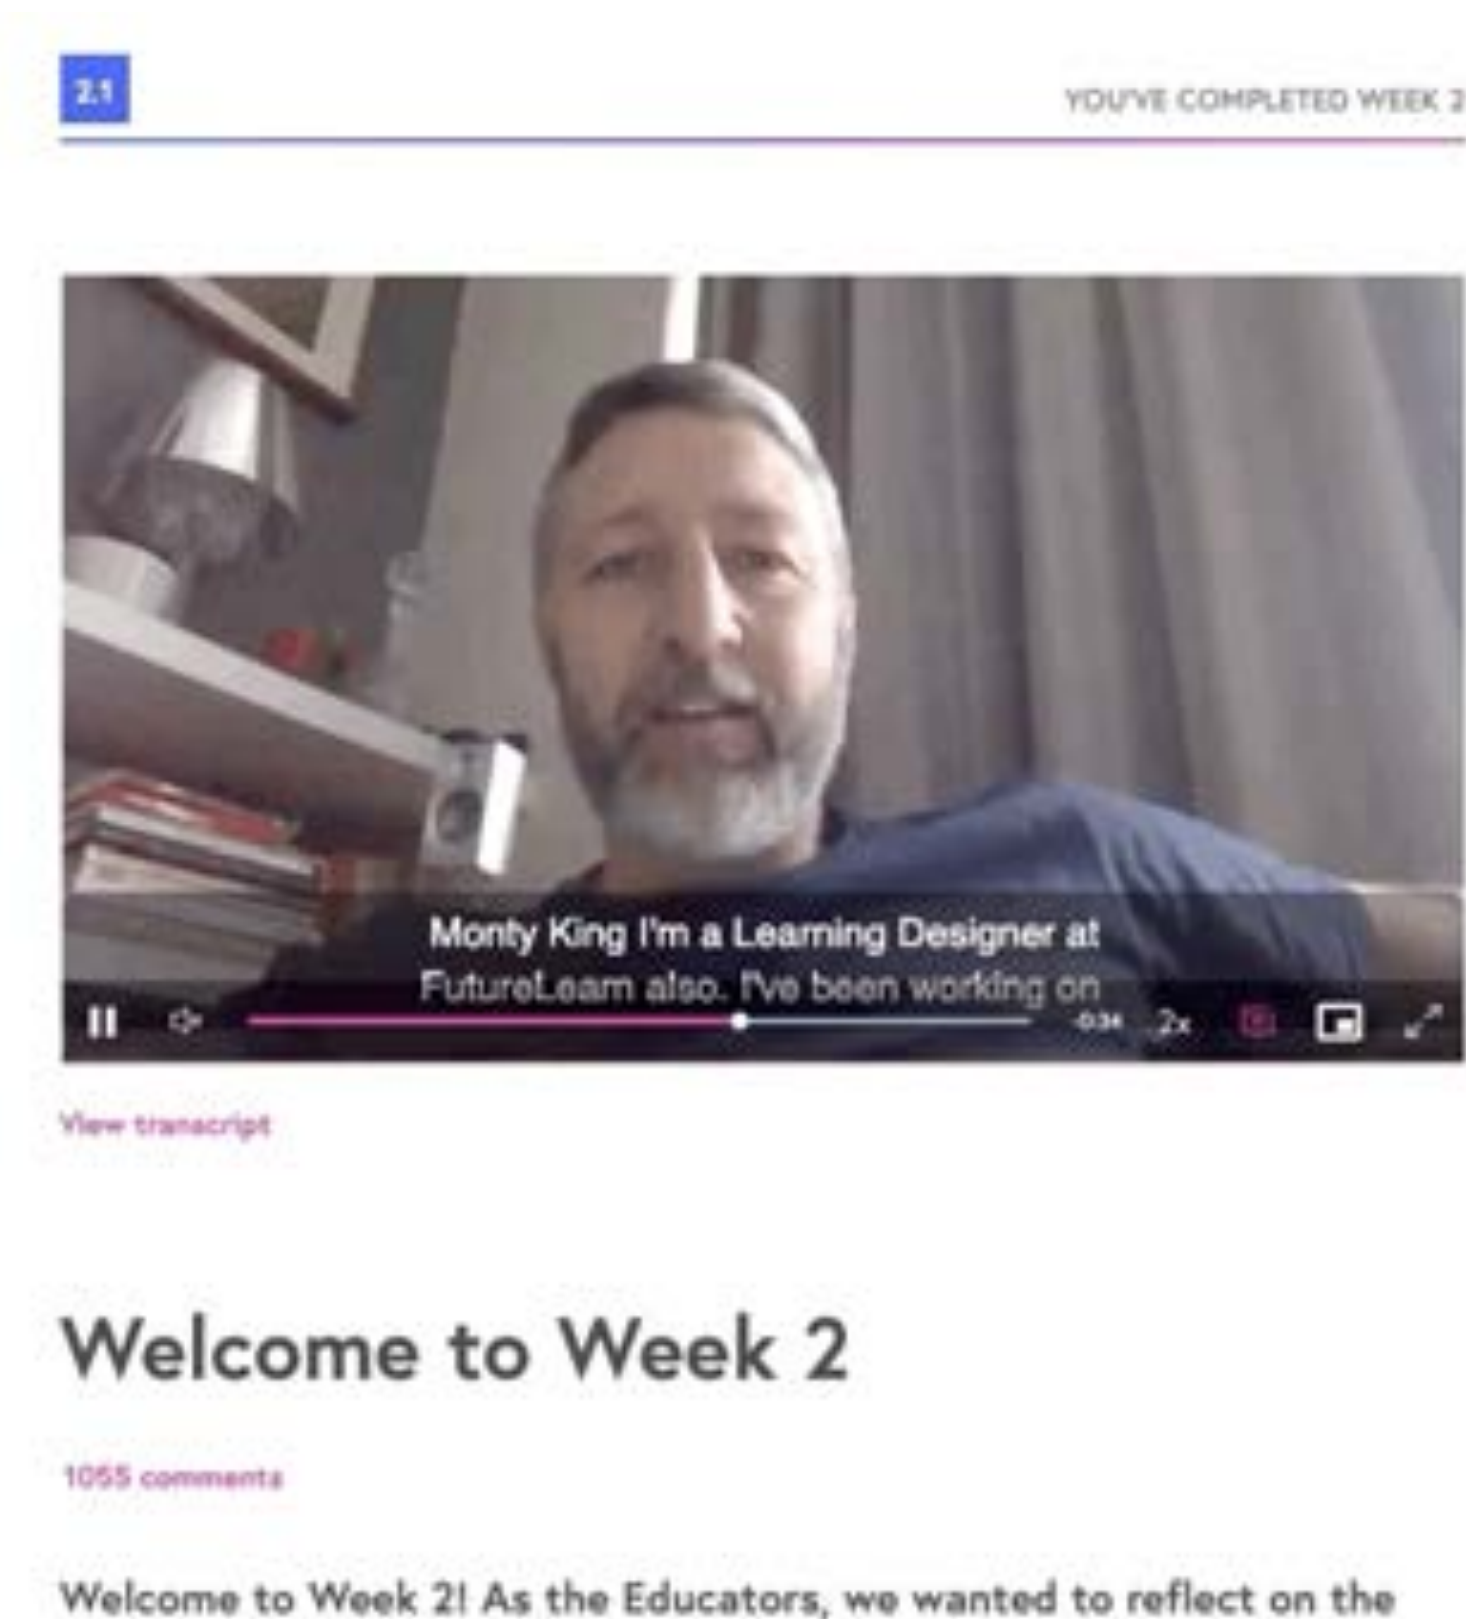 2.1
YOU'VE COMPLETED WEEK 2
Monty King I'm a Learning Designer at
FutureLearn also. I've been working on
-0:34 2x
View transcript
Welcome to Week 2
1055 comments
Welcome to Week 2! As the Educators, we wanted to reflect on the